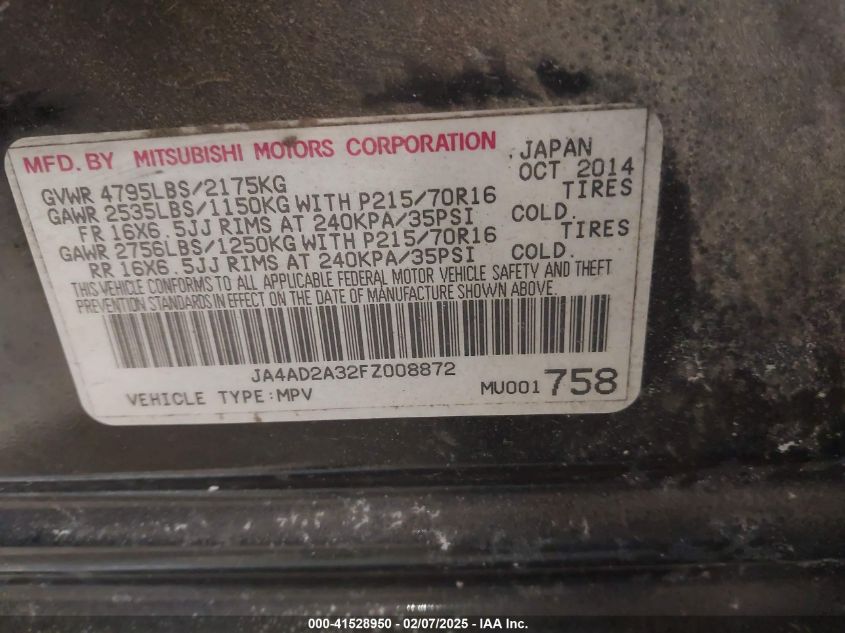 MFD. BY MITSUBISHI MOTORS CORPORATION , JAPAN
GVWR 4795LBS/2175KG OCT 2014
GAWR 2535LBS/1150KG WITH P215/70R16 TIRES
FR 16X6.5JJ RIMS AT 240KPA/35PSI COLD.
GAWR 2756LBS/1250KG WITH P215/70R16 TIRES
RR 16X6.5JJ RIMS AT 240KPA/35PSI COLD.
THIS VEHICLE CONFORMS TO ALL APPLICABLE FEDERAL MOTOR VEHICLE SAFETY AND THEFT
PREVENTION STANDARDS IN EFFECT ON THE DATE OF MANUFACTURE SHOWN ABOVE.
JA4AD2A32FZ008872
VEHICLE TYPE:MPV MU001 758
000-41528950 - 02/07/2025 - IAA Inc.